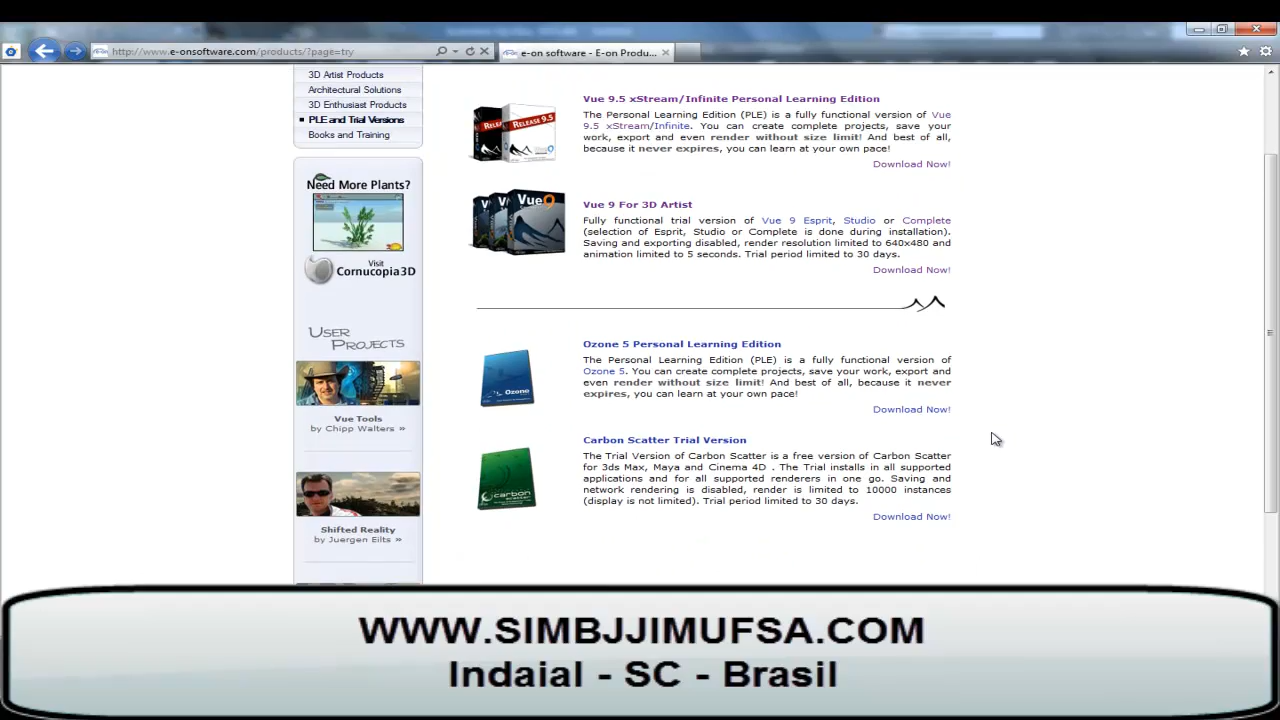 http://www.e-onsoftware.com/products/?page=try
e-on software - E-on Produ...
3D Artist Products
Architectural Solutions
3D Enthusiast Products
PLE and Trial Versions
Books and Training
Need More Plants?
Visit
Cornucopia3D
USER
PROJECTS
Vue Tools
by Chipp Walters »
Shifted Reality
by Juergen Eilts »
RELEASE 9.5
Vue 9.5 xStream/Infinite Personal Learning Edition
The Personal Learning Edition (PLE) is a fully functional version of Vue
9.5 xStream/Infinite. You can create complete projects, save your
work, export and even render without size limit! And best of all,
because it never expires, you can learn at your own pace!
Download Now!
Vue 9
Vue 9 For 3D Artist
Fully functional trial version of Vue 9 Esprit, Studio or Complete
(selection of Esprit, Studio or Complete is done during installation).
Saving and exporting disabled, render resolution limited to 640x480 and
animation limited to 5 seconds. Trial period limited to 30 days.
Download Now!
Ozone
Ozone 5 Personal Learning Edition
The Personal Learning Edition (PLE) is a fully functional version of
Ozone 5. You can create complete projects, save your work, export and
even render without size limit! And best of all, because it never
expires, you can learn at your own pace!
Download Now!
carbon
scatter
Carbon Scatter Trial Version
The Trial Version of Carbon Scatter is a free version of Carbon Scatter
for 3ds Max, Maya and Cinema 4D . The Trial installs in all supported
applications and for all supported renderers in one go. Saving and
network rendering is disabled, render is limited to 10000 instances
(display is not limited). Trial period limited to 30 days.
Download Now!
WWW.SIMBJJIMUFSA.COM
Indaial - SC - Brasil